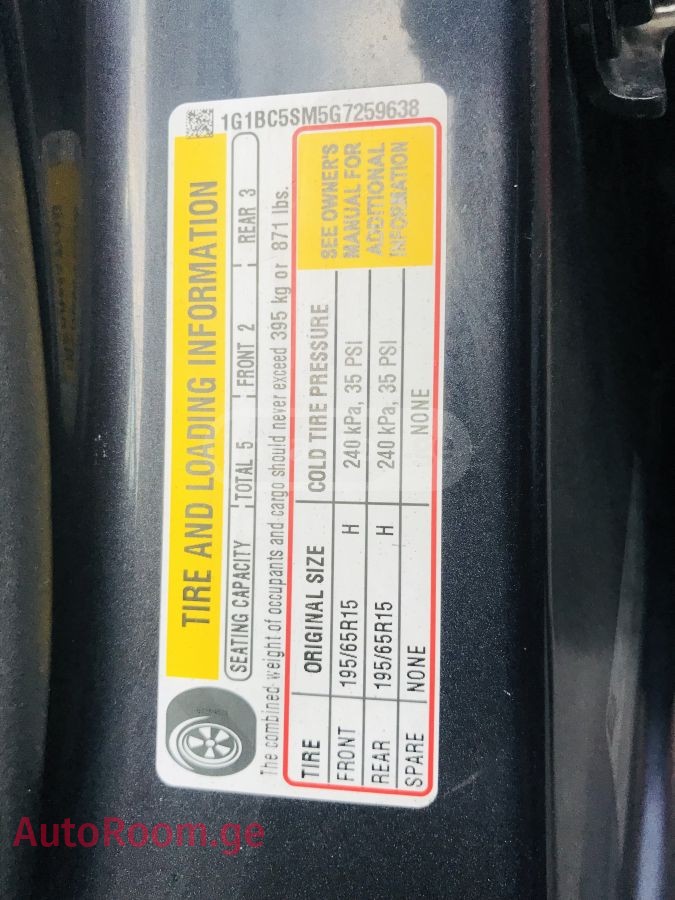 1G1BC5SM5G7259638
TIRE AND LOADING INFORMATION
SEATING CAPACITY TOTAL 5 FRONT 2 REAR 3
The combined weight of occupants and cargo should never exceed 395 kg or 871 lbs.
TIRE ORIGINAL SIZE COLD TIRE PRESSURE
FRONT 195/65R15 H 240 kPa, 35 PSI
REAR 195/65R15 H 240 kPa, 35 PSI
SPARE NONE NONE
SEE OWNER'S
MANUAL FOR
ADDITIONAL
INFORMATION
AutoRoom.ge